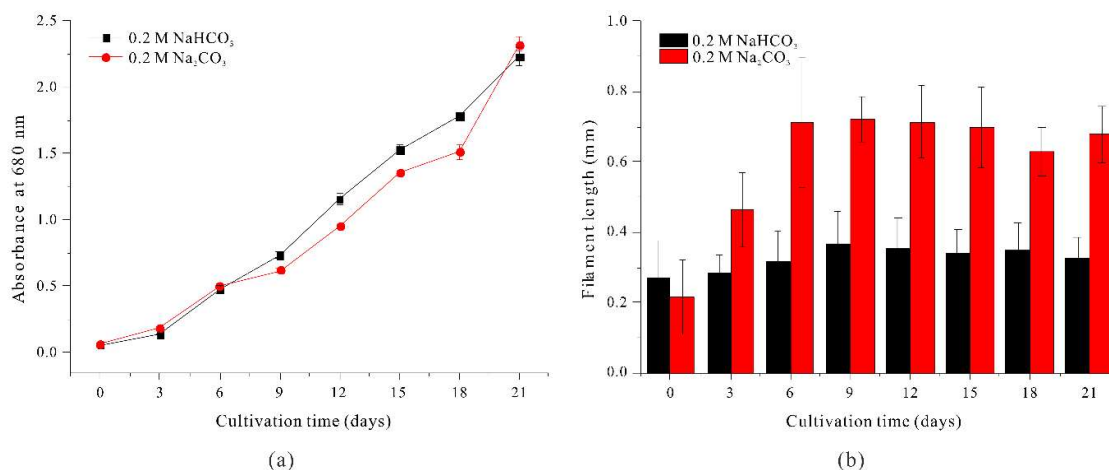 2.5
2.0
1.5
1.0
0.5
0.0
Absorbance at 680 nm
0.2 M NaHCO₃
0.2 M Na₂CO₃
0 3 6 9 12 15 18 21
Cultivation time (days)
(a)
1.0
0.8
0.6
0.4
0.2
0.0
Filament length (mm)
0.2 M NaHCO₃
0.2 M Na₂CO₃
0 3 6 9 12 15 18 21
Cultivation time (days)
(b)